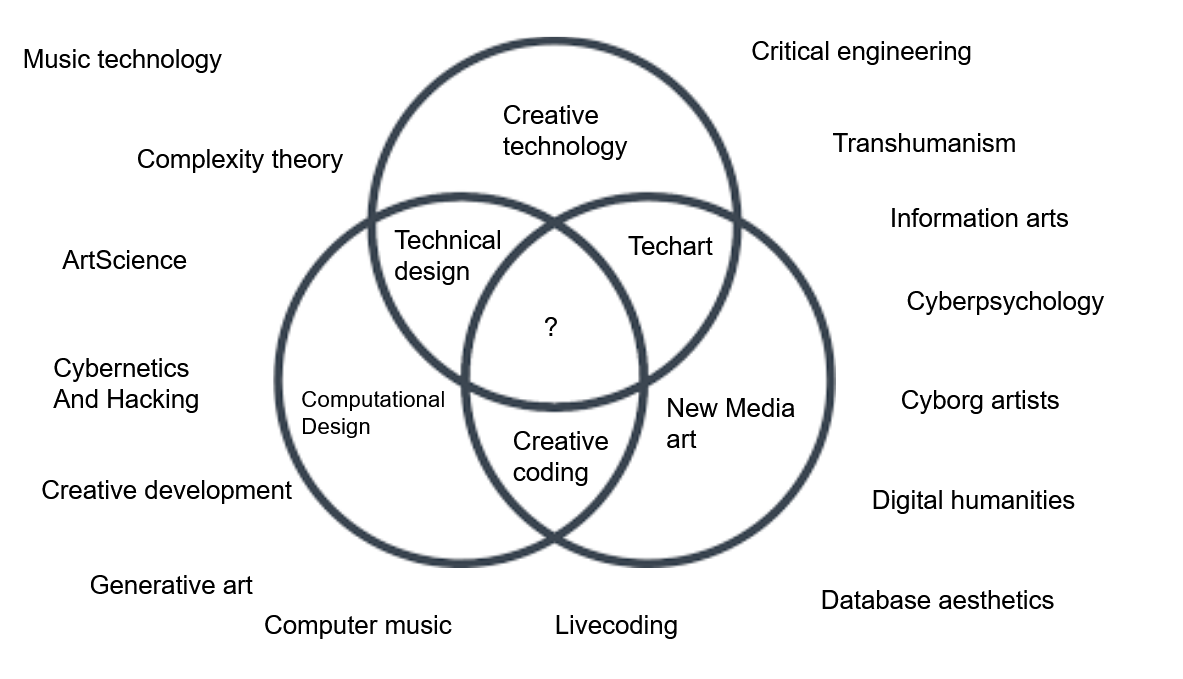 Music technology
Critical engineering
Creative
technology
Complexity theory
Transhumanism
Information arts
Technical
design
Techart
ArtScience
Cyberpsychology
?
Cybernetics
And Hacking
Computational
Design
New Media
art
Cyborg artists
Creative
coding
Creative development
Digital humanities
Generative art
Database aesthetics
Computer music
Livecoding